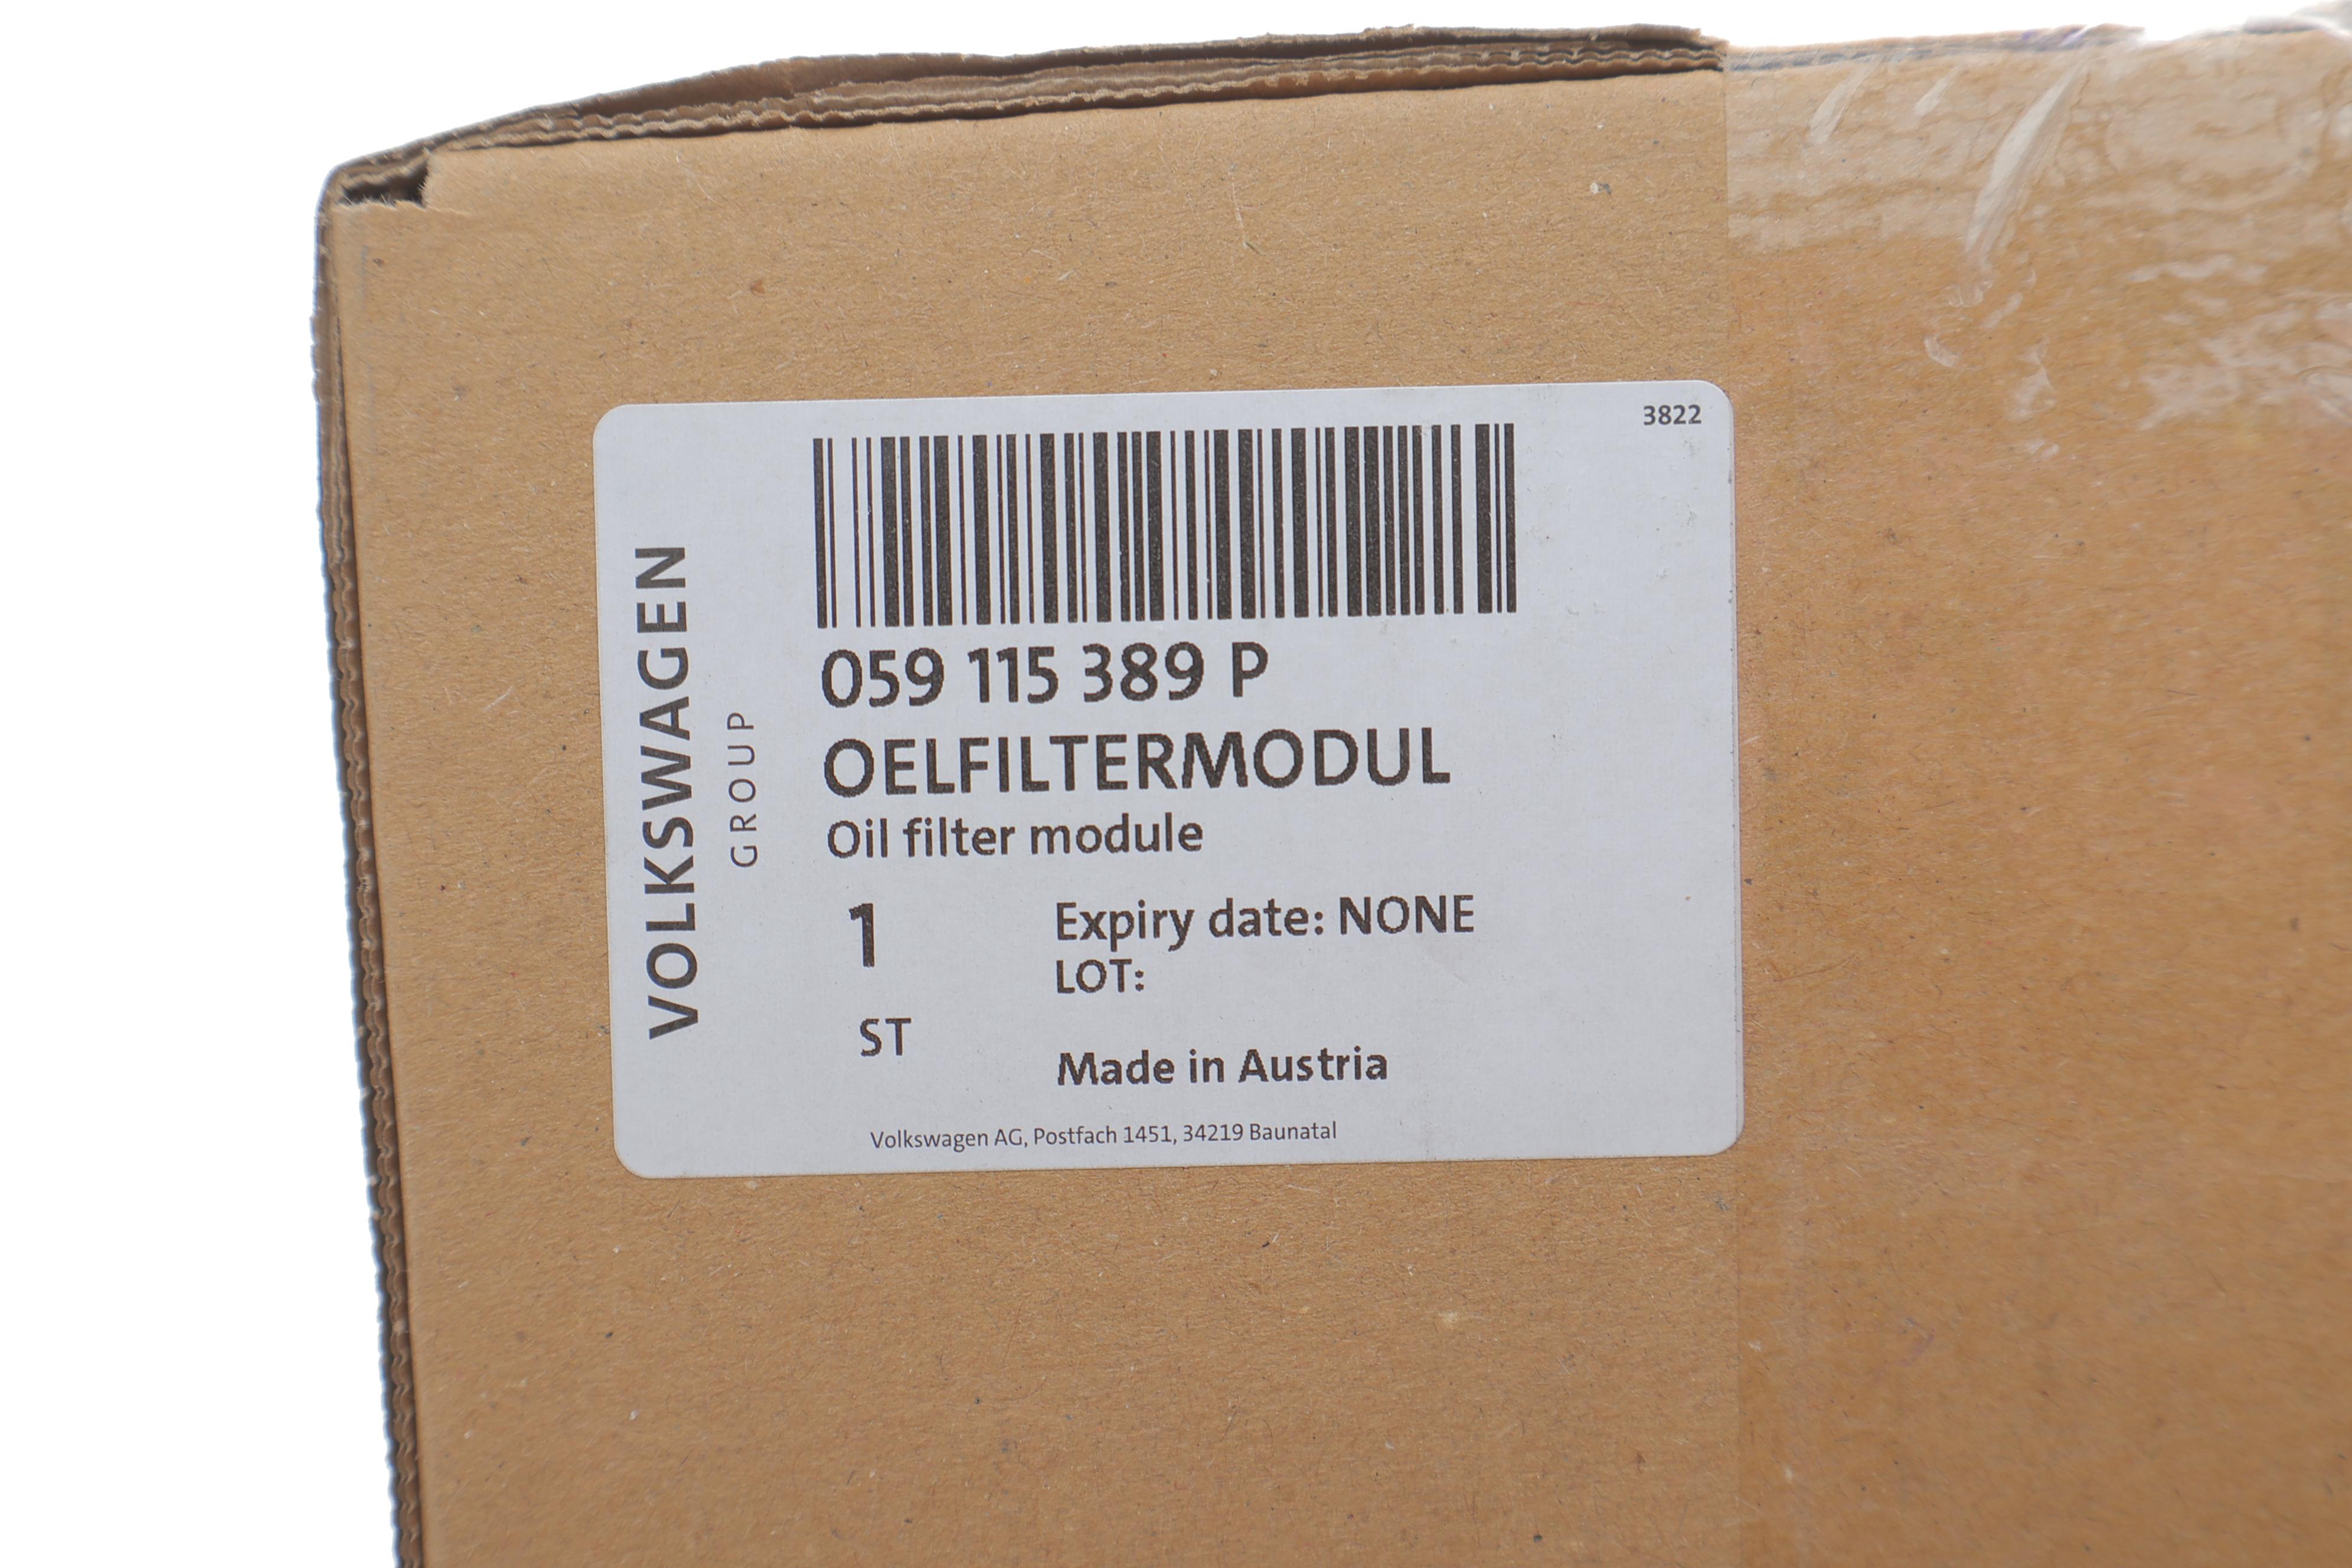 3822
VOLKSWAGEN
GROUP
059 115 389 P
OELFILTERMODUL
Oil filter module
1
Expiry date: NONE
LOT:
ST
Made in Austria
Volkswagen AG, Postfach 1451, 34219 Baunatal